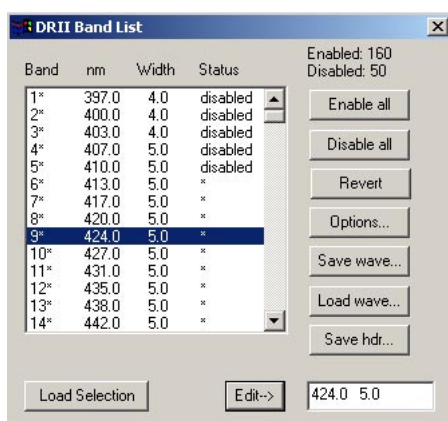 DRII Band List
Enabled: 160
Disabled: 50
Band nm Width Status
1* 397.0 4.0 disabled
2* 400.0 4.0 disabled
3* 403.0 4.0 disabled
4* 407.0 5.0 disabled
5* 410.0 5.0 disabled
6* 413.0 5.0 *
7* 417.0 5.0 *
8* 420.0 5.0 *
9* 424.0 5.0 *
10* 427.0 5.0 *
11* 431.0 5.0 *
12* 435.0 5.0 *
13* 438.0 5.0 *
14* 442.0 5.0 *
Enable all
Disable all
Revert
Options...
Save wave...
Load wave...
Save hdr...
Load Selection
Edit-->
424.0 5.0